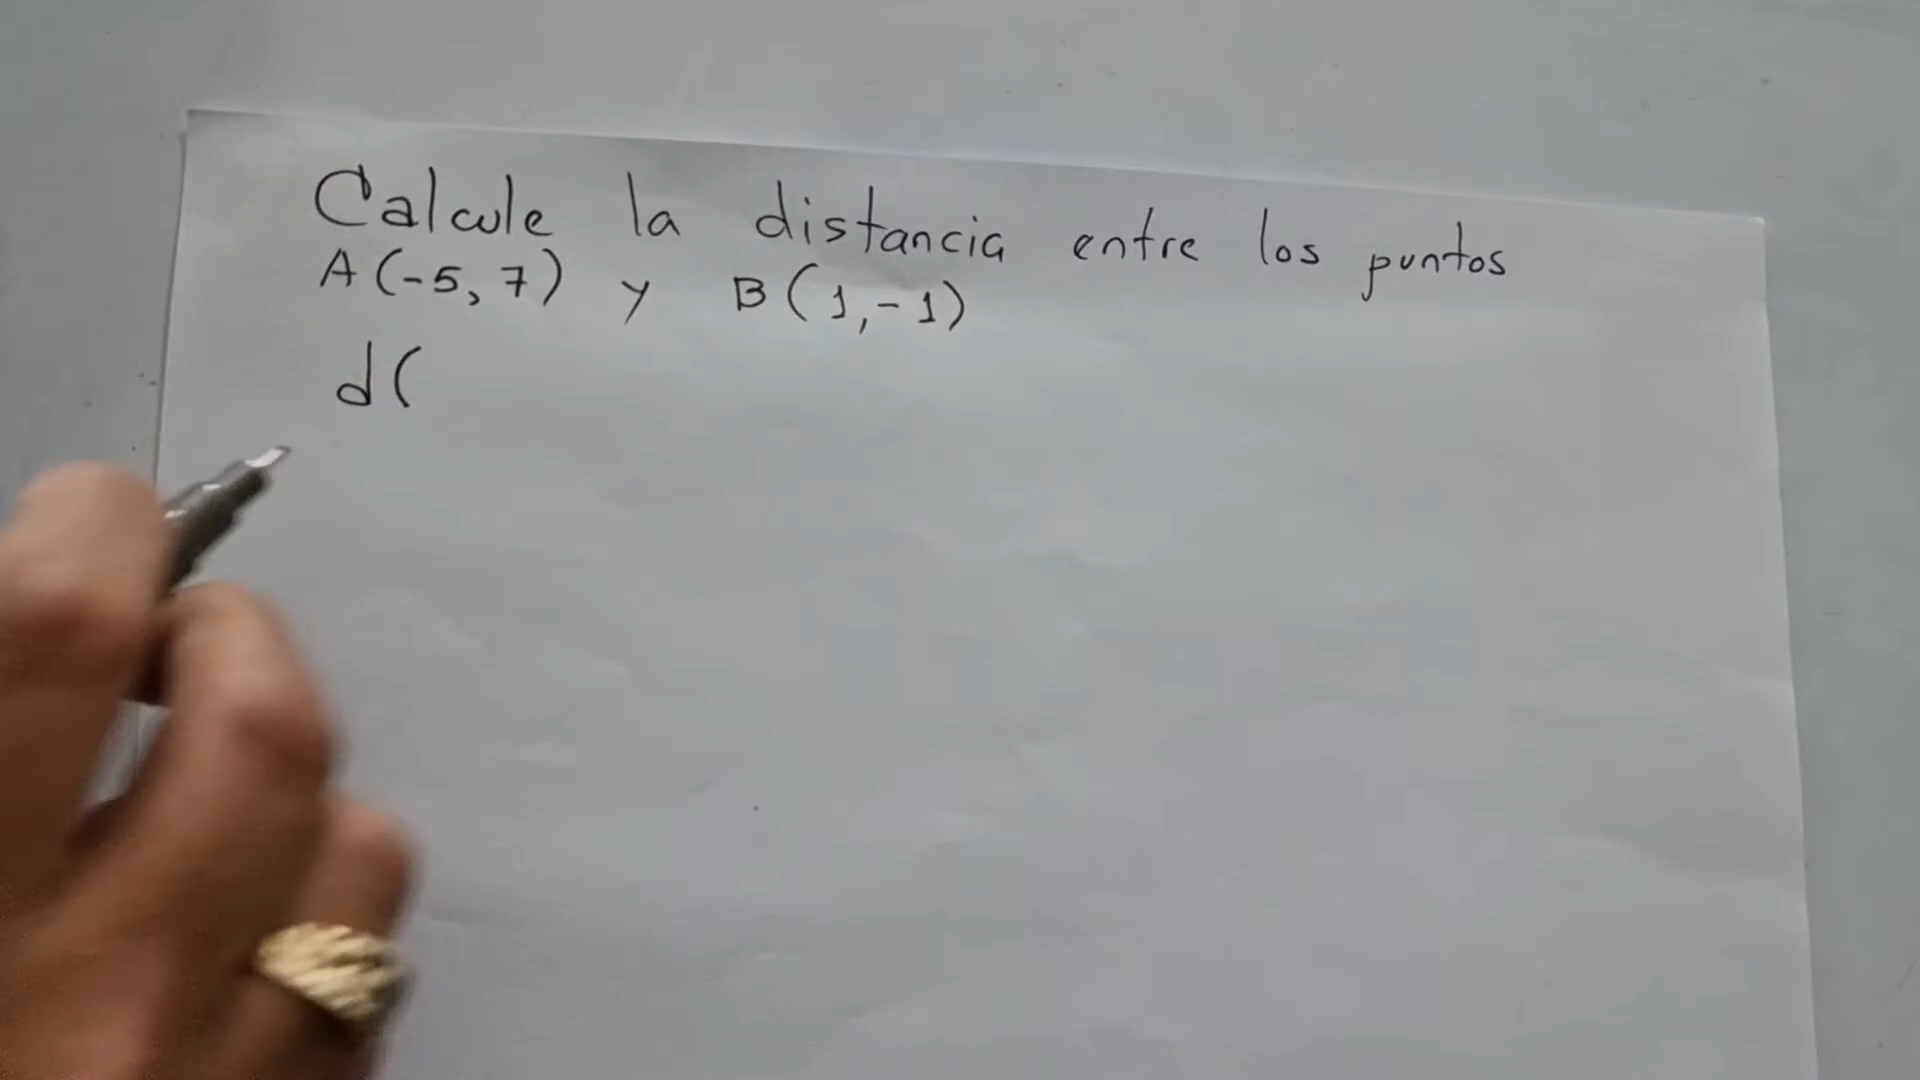 Calcule la distancia entre los puntos
A(-5, 7) y B(1,-1)
d(